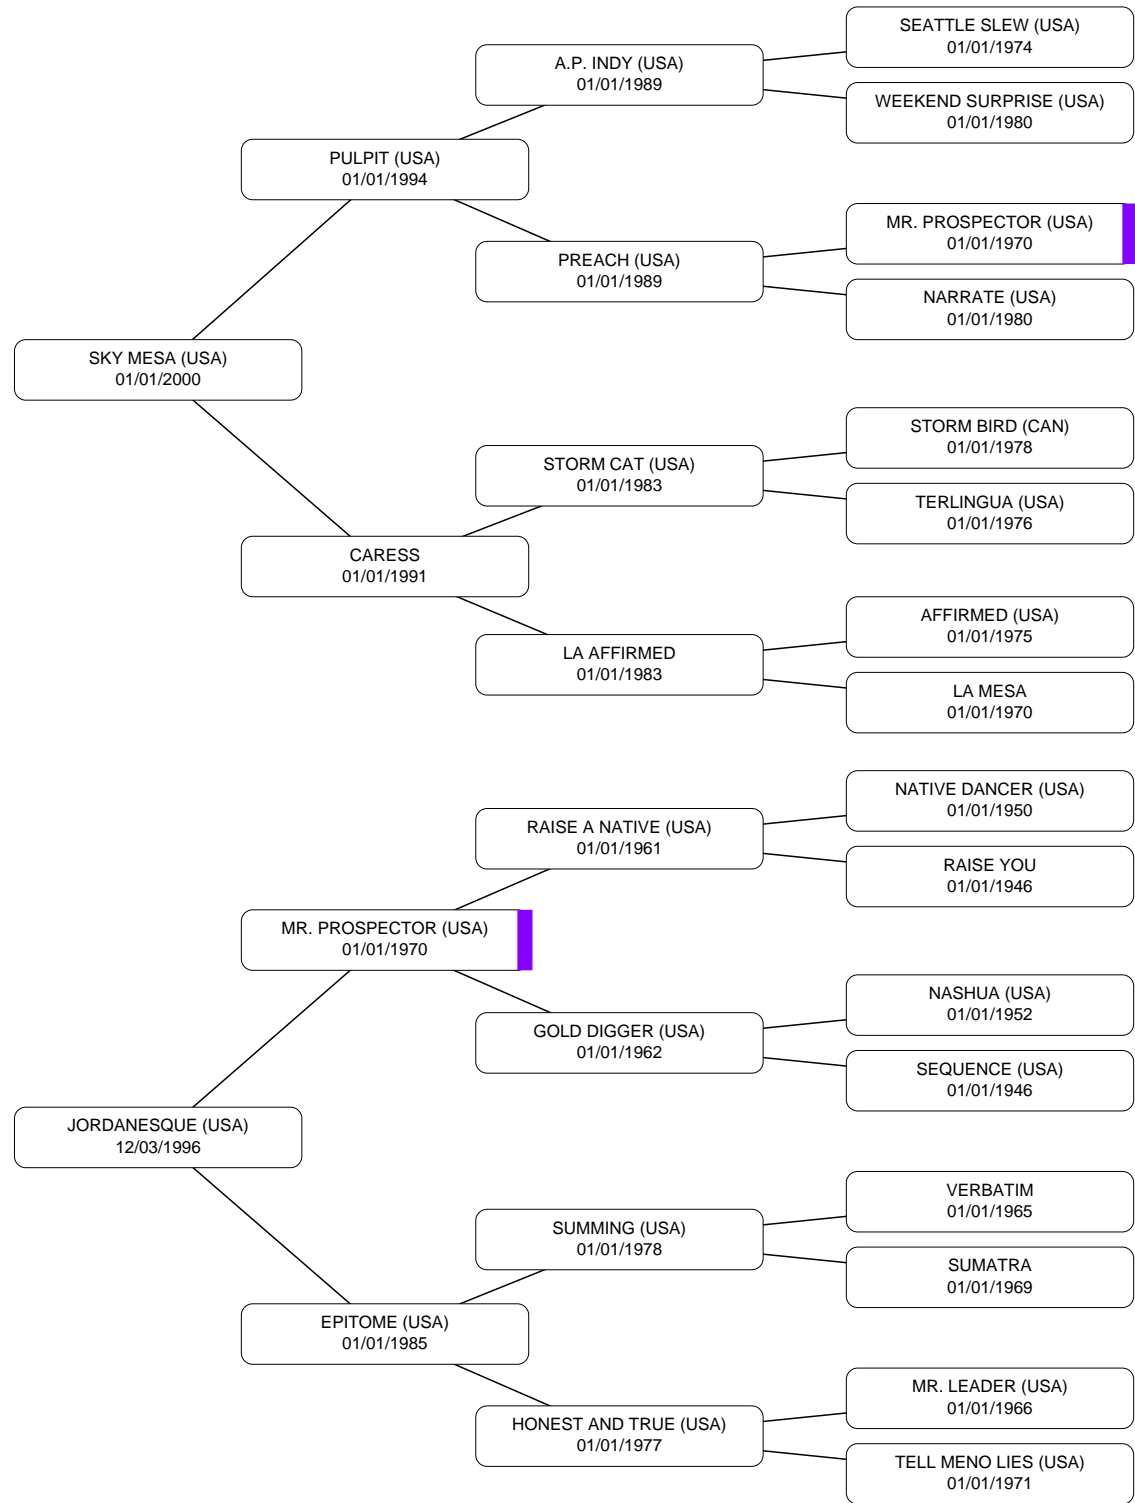 SEATTLE SLEW (USA)
01/01/1974
A.P. INDY (USA)
01/01/1989
WEEKEND SURPRISE (USA)
01/01/1980
PULPIT (USA)
01/01/1994
MR. PROSPECTOR (USA)
01/01/1970
PREACH (USA)
01/01/1989
NARRATE (USA)
01/01/1980
SKY MESA (USA)
01/01/2000
STORM BIRD (CAN)
01/01/1978
STORM CAT (USA)
01/01/1983
TERLINGUA (USA)
01/01/1976
CARESS
01/01/1991
AFFIRMED (USA)
01/01/1975
LA AFFIRMED
01/01/1983
LA MESA
01/01/1970
NATIVE DANCER (USA)
01/01/1950
RAISE A NATIVE (USA)
01/01/1961
RAISE YOU
01/01/1946
MR. PROSPECTOR (USA)
01/01/1970
NASHUA (USA)
01/01/1952
GOLD DIGGER (USA)
01/01/1962
SEQUENCE (USA)
01/01/1946
JORDANESQUE (USA)
12/03/1996
VERBATIM
01/01/1965
SUMMING (USA)
01/01/1978
SUMATRA
01/01/1969
EPITOME (USA)
01/01/1985
MR. LEADER (USA)
01/01/1966
HONEST AND TRUE (USA)
01/01/1977
TELL MENO LIES (USA)
01/01/1971